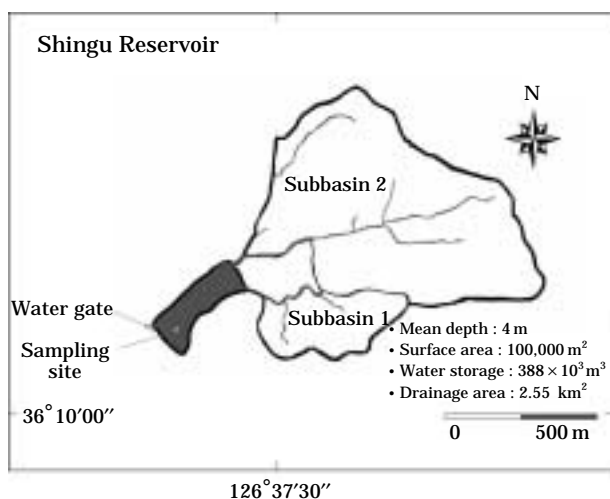 Shingu Reservoir
N
Subbasin 2
Water gate
Sampling
site
Subbasin 1
• Mean depth : 4 m
• Surface area : 100,000 m²
• Water storage : 388 × 10³ m³
• Drainage area : 2.55 km²
36°10′00″
0 500 m
126°37′30″